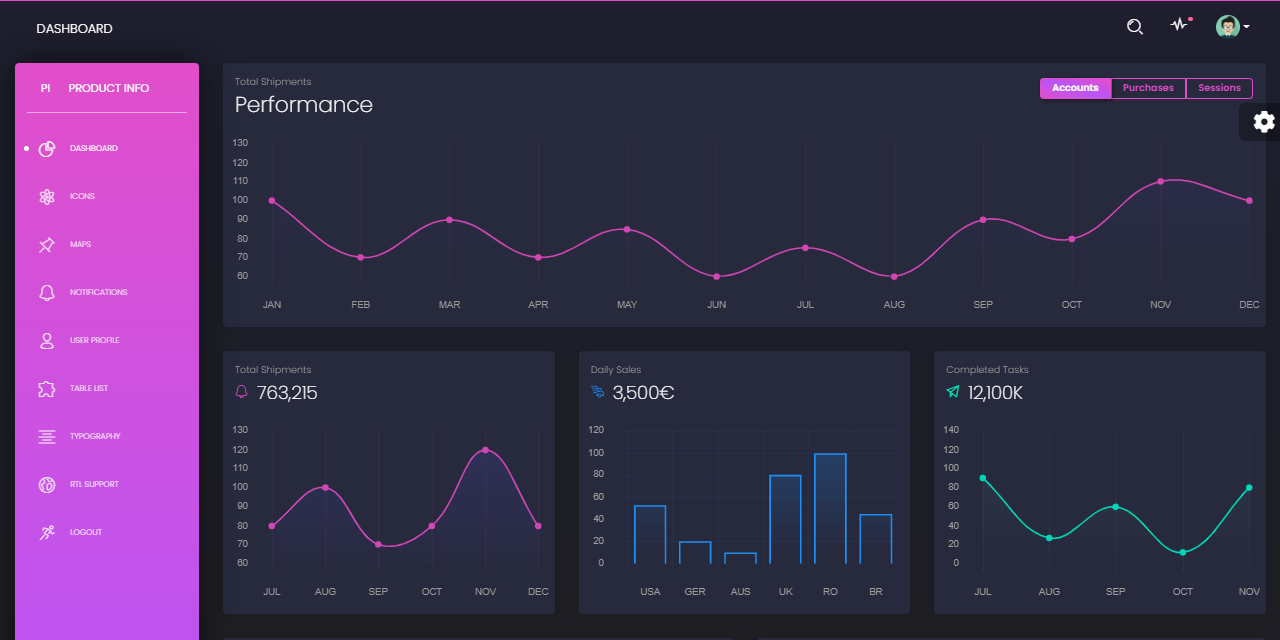 DASHBOARD
PI PRODUCT INFO
DASHBOARD
ICONS
MAPS
NOTIFICATIONS
USER PROFILE
TABLE LIST
TYPOGRAPHY
RTL SUPPORT
LOGOUT
Total Shipments
Performance
Accounts Purchases Sessions
130
120
110
100
90
80
70
60
JAN FEB MAR APR MAY JUN JUL AUG SEP OCT NOV DEC
Total Shipments
763,215
130
120
110
100
90
80
70
60
JUL AUG SEP OCT NOV DEC
Daily Sales
3,500€
120
100
80
60
40
20
0
USA GER AUS UK RO BR
Completed Tasks
12,100K
140
120
100
80
60
40
20
0
JUL AUG SEP OCT NOV